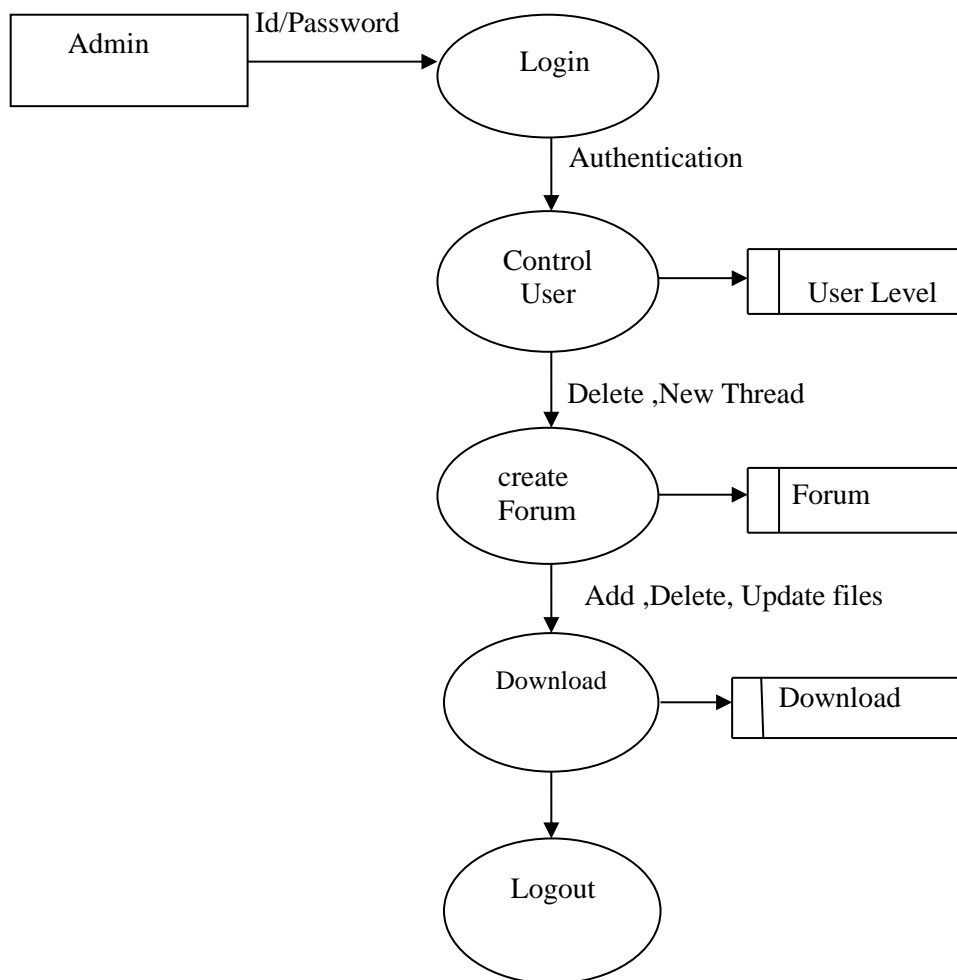 Id/Password
Admin
Login
Authentication
Control
User
User Level
Delete ,New Thread
create
Forum
Forum
Add ,Delete, Update files
Download
Download
Logout